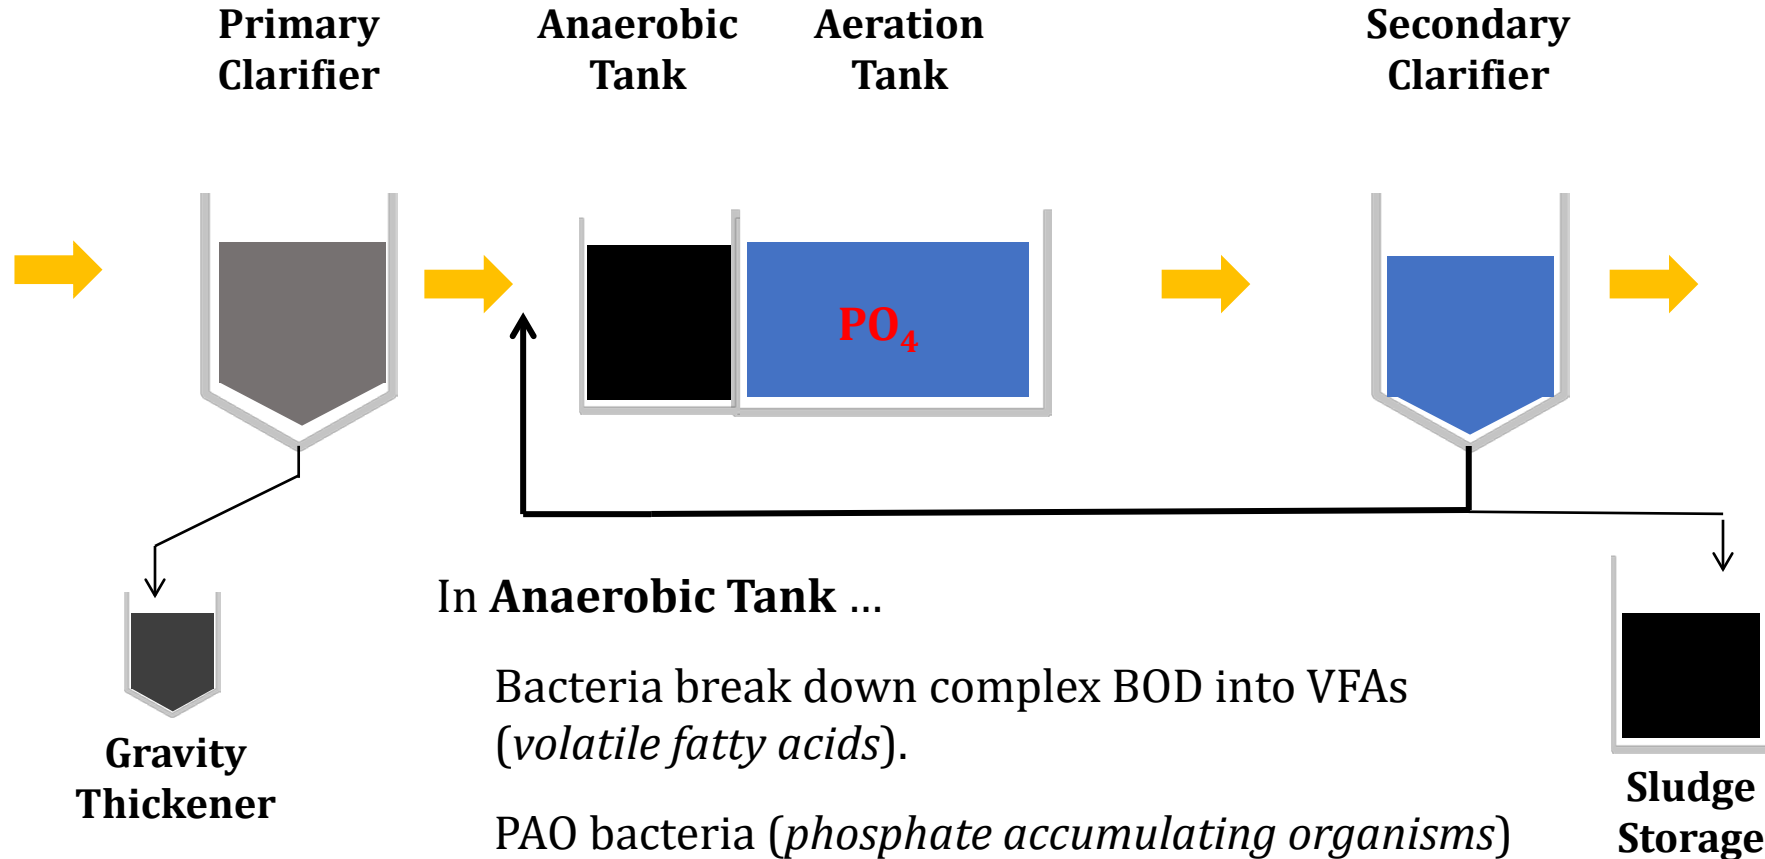 Primary
Clarifier
Anaerobic
Tank
Aeration
Tank
Secondary
Clarifier
PO₄
In Anaerobic Tank …
Bacteria break down complex BOD into VFAs
(volatile fatty acids).
PAO bacteria (phosphate accumulating organisms)
Gravity
Thickener
Sludge
Storage